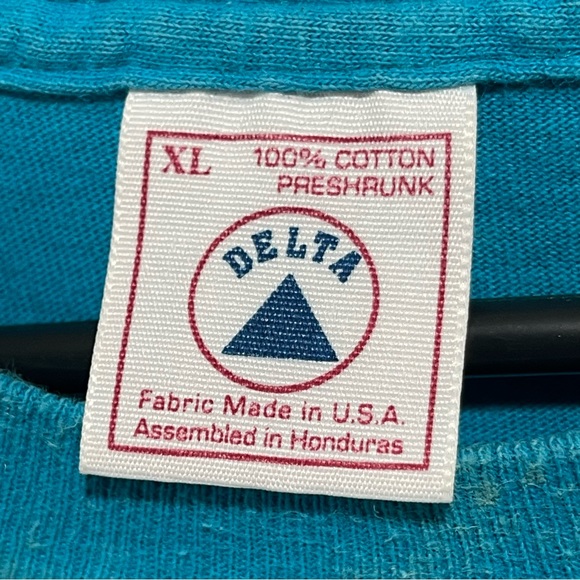 XL 100% COTTON
PRESHRUNK
DELTA
Fabric Made in U.S.A.
Assembled in Honduras